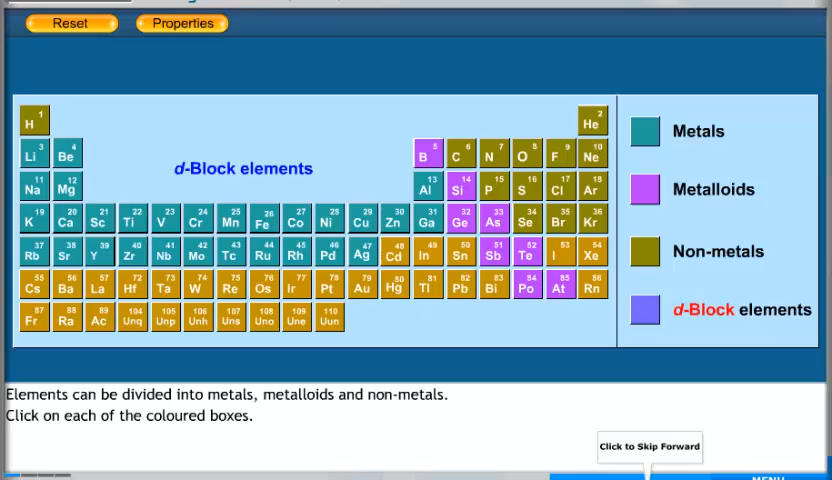 Reset Properties
1 2
H He
3 4 5 6 7 8 9 10
Li Be B C N O F Ne
d-Block elements
11 12 13 14 15 16 17 18
Na Mg Al Si P S Cl Ar
19 20 21 22 23 24 25 26 27 28 29 30 31 32 33 34 35 36
K Ca Sc Ti V Cr Mn Fe Co Ni Cu Zn Ga Ge As Se Br Kr
37 38 39 40 41 42 43 44 45 46 47 48 49 50 51 52 53 54
Rb Sr Y Zr Nb Mo Tc Ru Rh Pd Ag Cd In Sn Sb Te I Xe
55 56 57 72 73 74 75 76 77 78 79 80 81 82 83 84 85 86
Cs Ba La Hf Ta W Re Os Ir Pt Au Hg Tl Pb Bi Po At Rn
87 88 89 104 105 106 107 108 109 110
Fr Ra Ac Unq Unp Unh Uns Uno Une Uun
Metals
Metalloids
Non-metals
d-Block elements
Elements can be divided into metals, metalloids and non-metals.
Click on each of the coloured boxes.
Click to Skip Forward
MENU